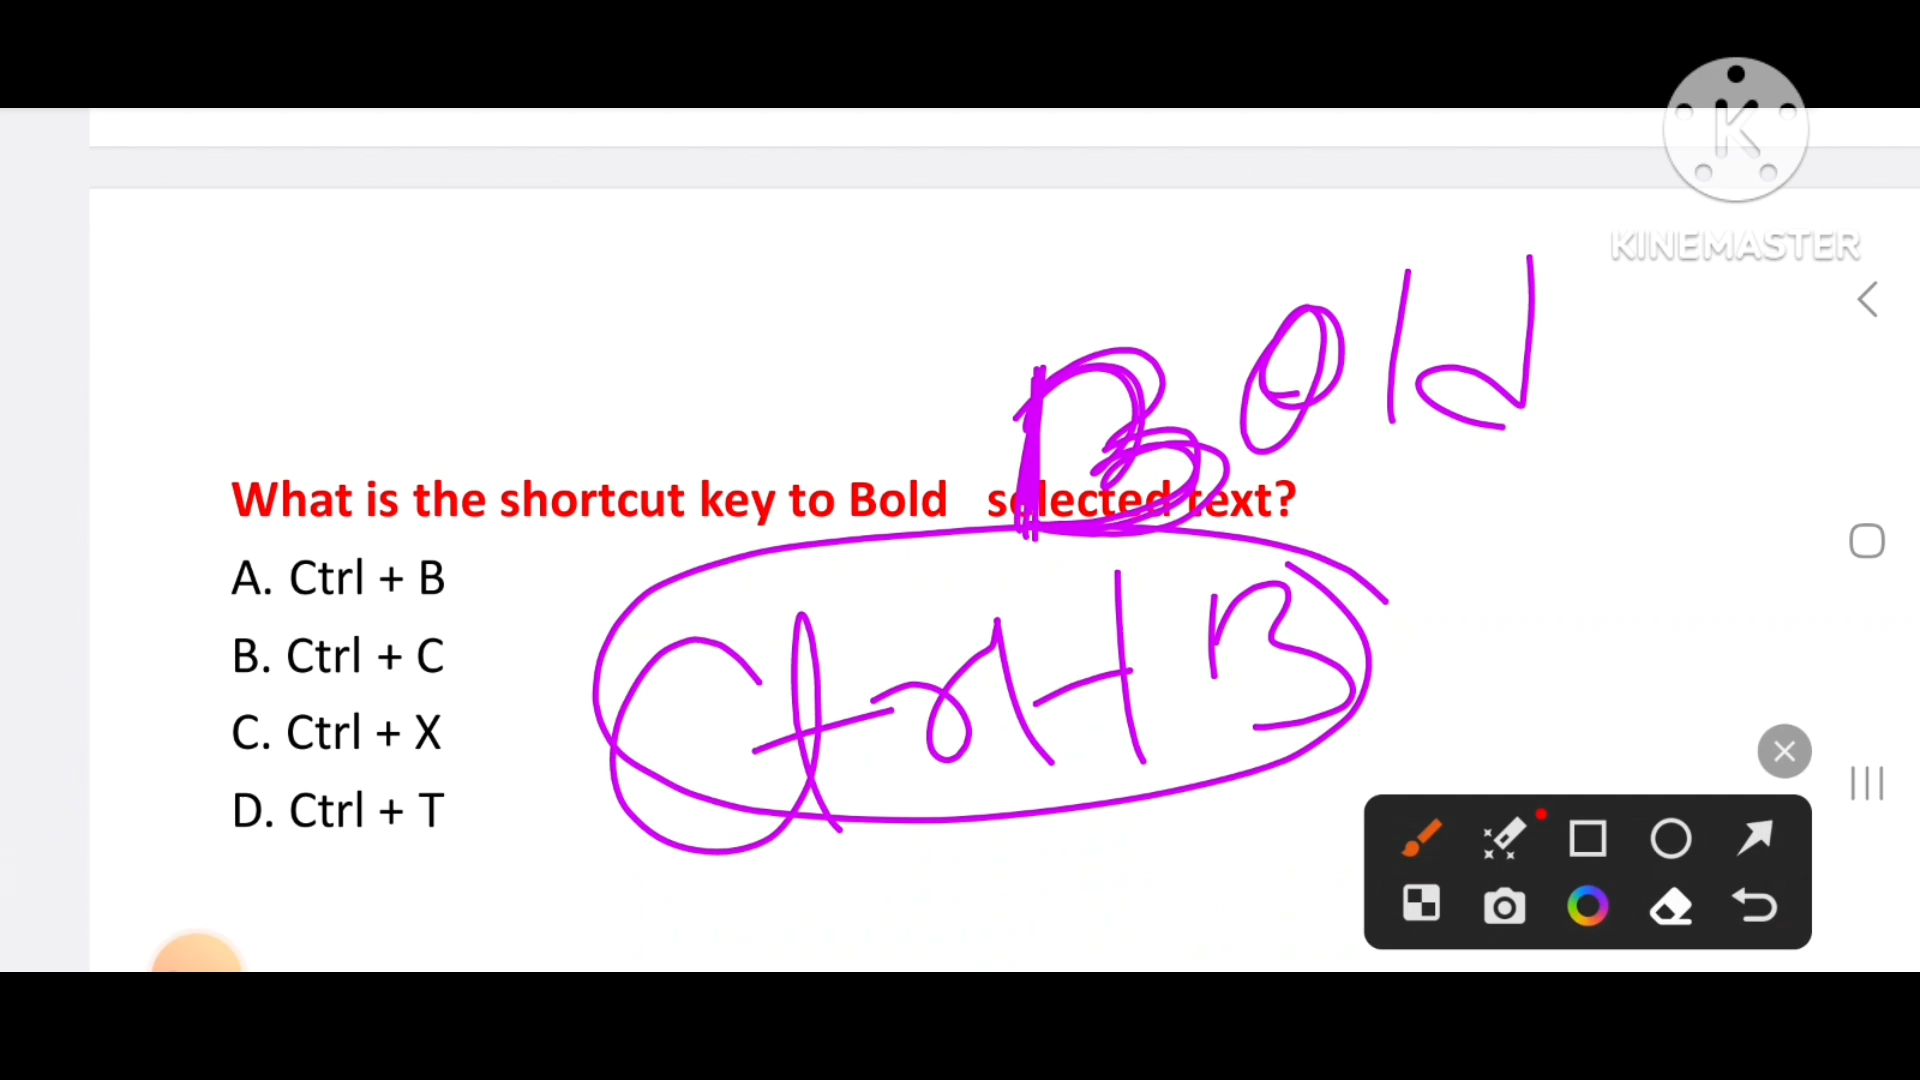 KINEMASTER
Bold
What is the shortcut key to Bold selected text?
A. Ctrl + B
B. Ctrl + C
C. Ctrl + X
D. Ctrl + T
Ctrl+B